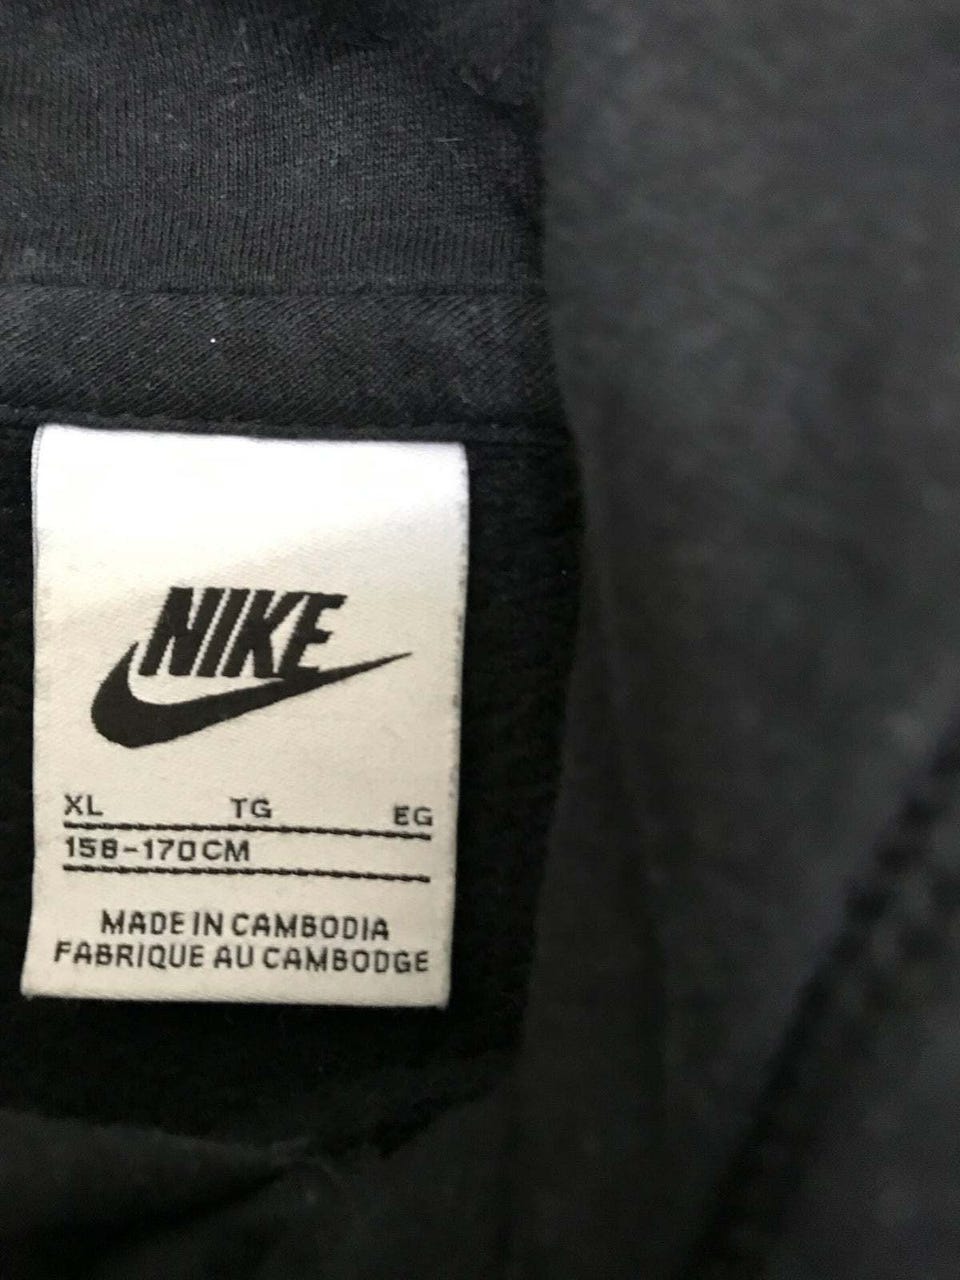 NIKE
XL TG EG
158-170CM
MADE IN CAMBODIA
FABRIQUE AU CAMBODGE